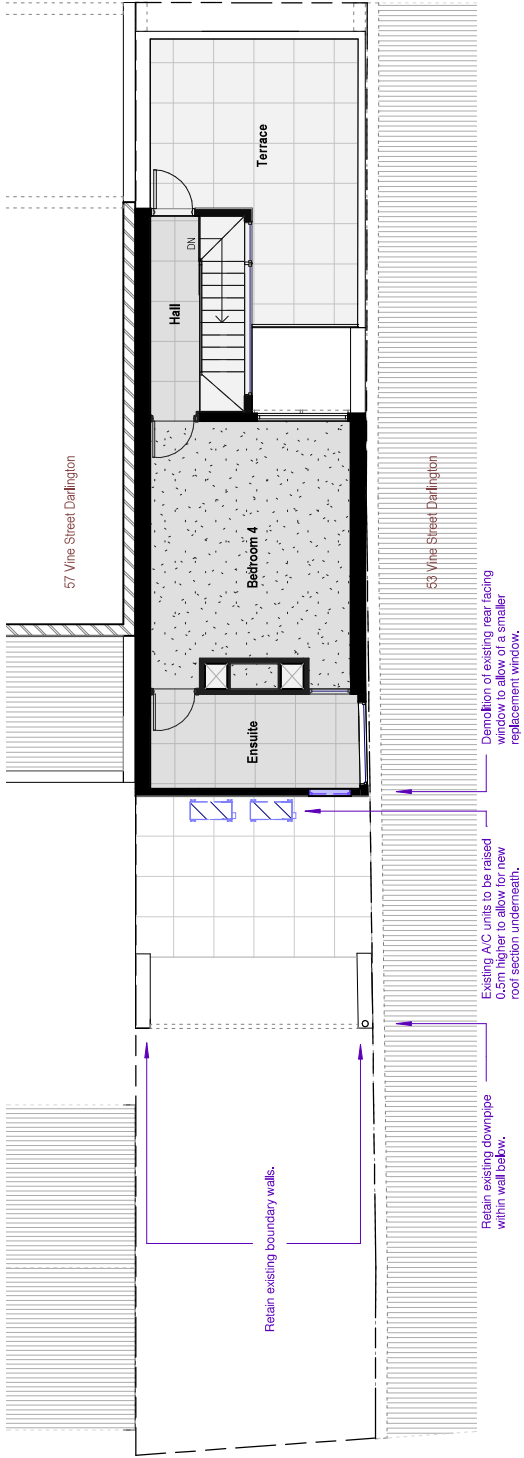 Terrace
DN
Hall
57 Vine Street Darlington
53 Vine Street Darlington
Bedroom 4
Ensuite
Demolition of existing rear facing
window to allow of a smaller
replacement window.
Existing A/C units to be raised
0.5m higher to allow for new
roof section underneath.
Retain existing downpipe
within wall below.
Retain existing boundary walls.